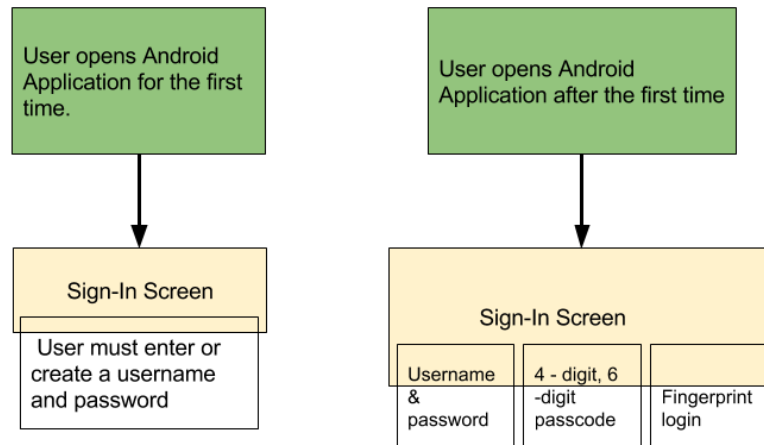 User opens Android
Application for the first
time.
User opens Android
Application after the first time
Sign-In Screen
User must enter or
create a username
and password
Sign-In Screen
Username
&
password
4 - digit, 6
-digit
passcode
Fingerprint
login